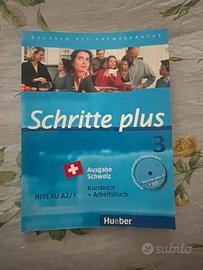 DEUTSCH ALS FREMDSPRACHE
Schritte plus
3
Ausgabe
Schweiz
Kursbuch
+ Arbeitsbuch
NIVEAU A2/1
Hueber
subito